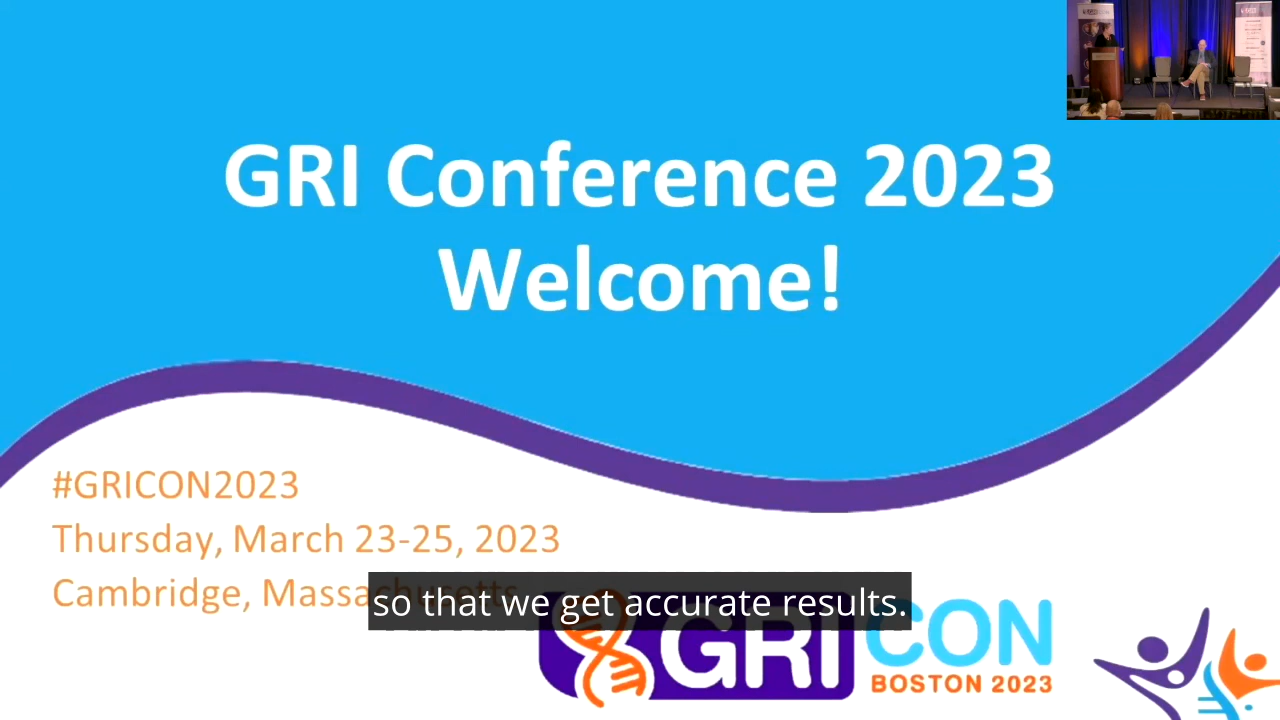 GRI Conference 2023
Welcome!
#GRICON2023
Thursday, March 23-25, 2023
Cambridge, Massachusetts
so that we get accurate results.
GRI CON
BOSTON 2023